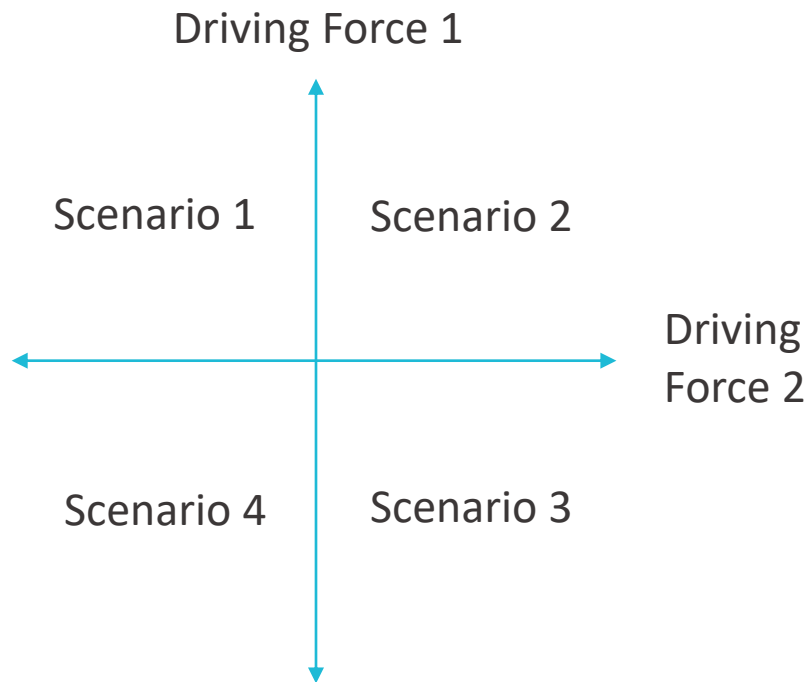 Driving Force 1
Scenario 1
Scenario 2
Driving
Force 2
Scenario 4
Scenario 3